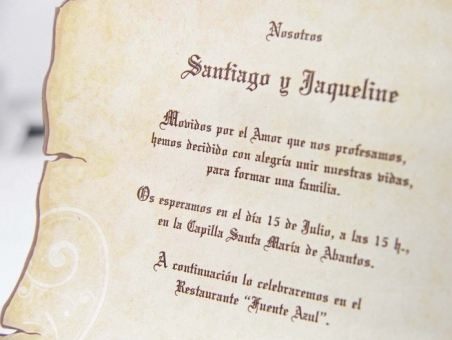 Nosotros
Santiago y Jaqueline
Movidos por el Amor que nos profesamos,
hemos decidido con alegría unir nuestras vidas,
para formar una familia.
Os esperamos en el día 15 de Julio, a las 15 h.,
en la Capilla Santa María de Abantos.
A continuación lo celebraremos en el
Restaurante "Fuente Azul".